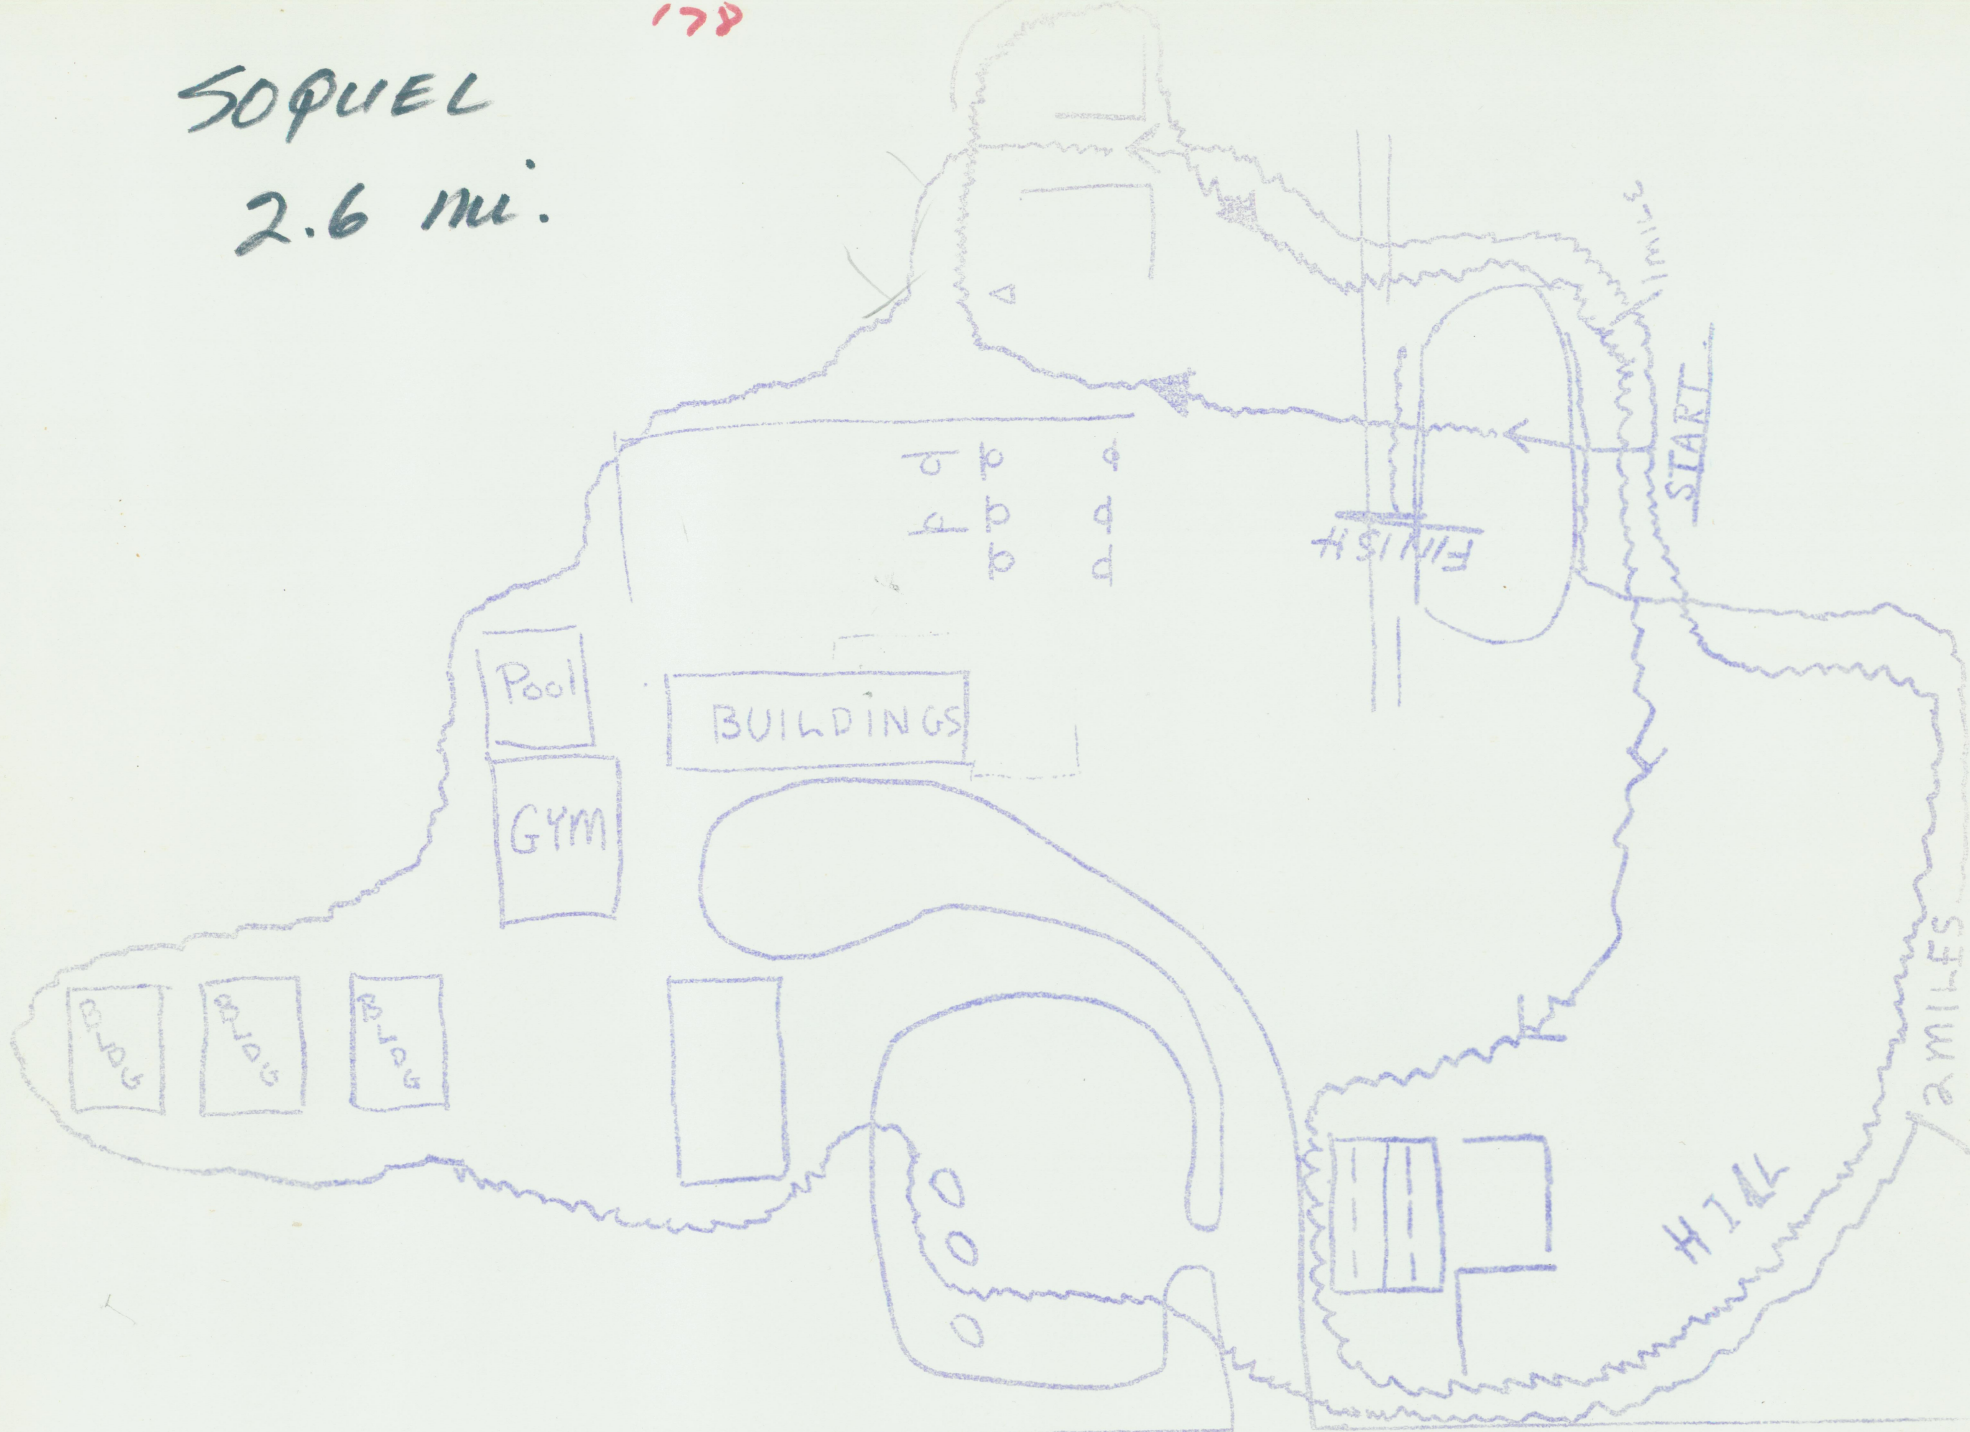 178
SOQUEL
2.6 mi.
1 mile
START.
FINISH
Pool
BUILDINGS
GYM
BLDG
BLDG
BLDG
2 MILES
HILL